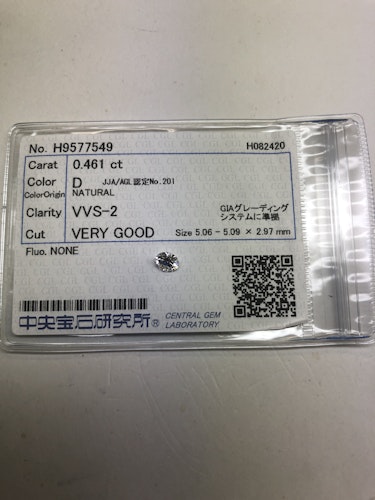 No. H9577549 H082420
Carat 0.461 ct
Color D JJA/AGL認定No.201
ColorOrigin NATURAL
Clarity VVS-2 GIAグレーディング
システムに準拠
Cut VERY GOOD Size 5.06 - 5.09 × 2.97 mm
Fluo. NONE
中央宝石研究所® CENTRAL GEM
LABORATORY